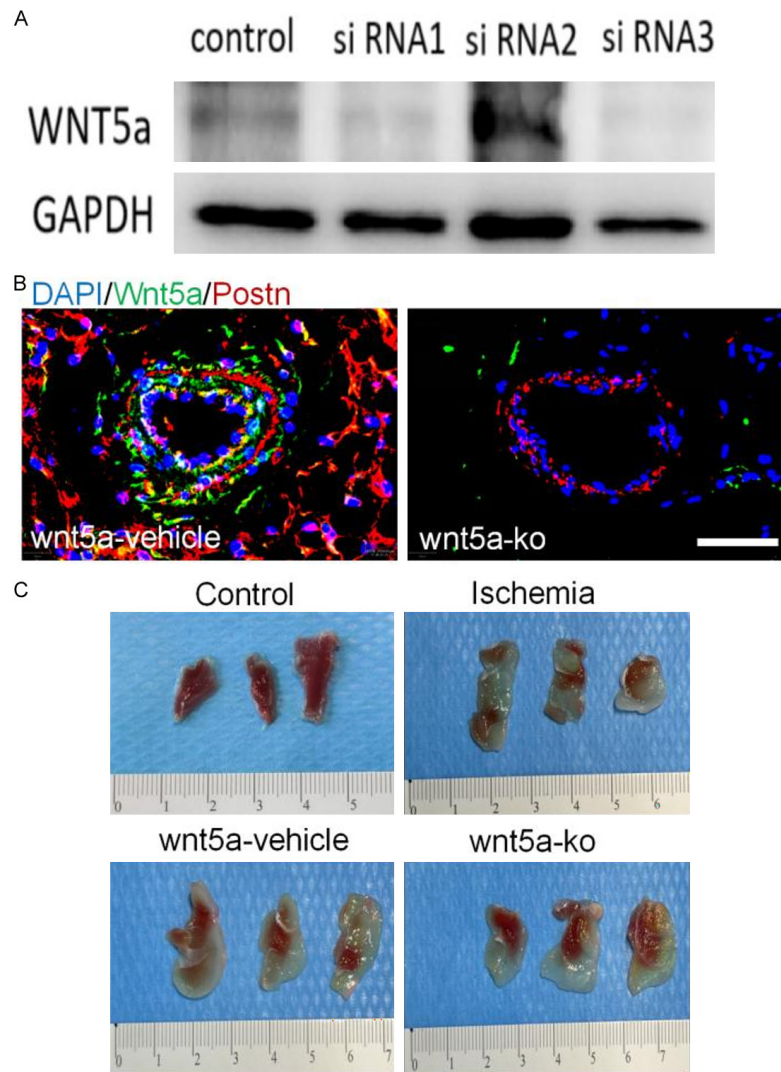 A
control si RNA1 si RNA2 si RNA3
WNT5a
GAPDH
B
DAPI/Wnt5a/Postn
wnt5a-vehicle wnt5a-ko
C
Control Ischemia
0 1 2 3 4 5
0 1 2 3 4 5 6
wnt5a-vehicle wnt5a-ko
0 1 2 3 4 5 6 7
0 1 2 3 4 5 6 7